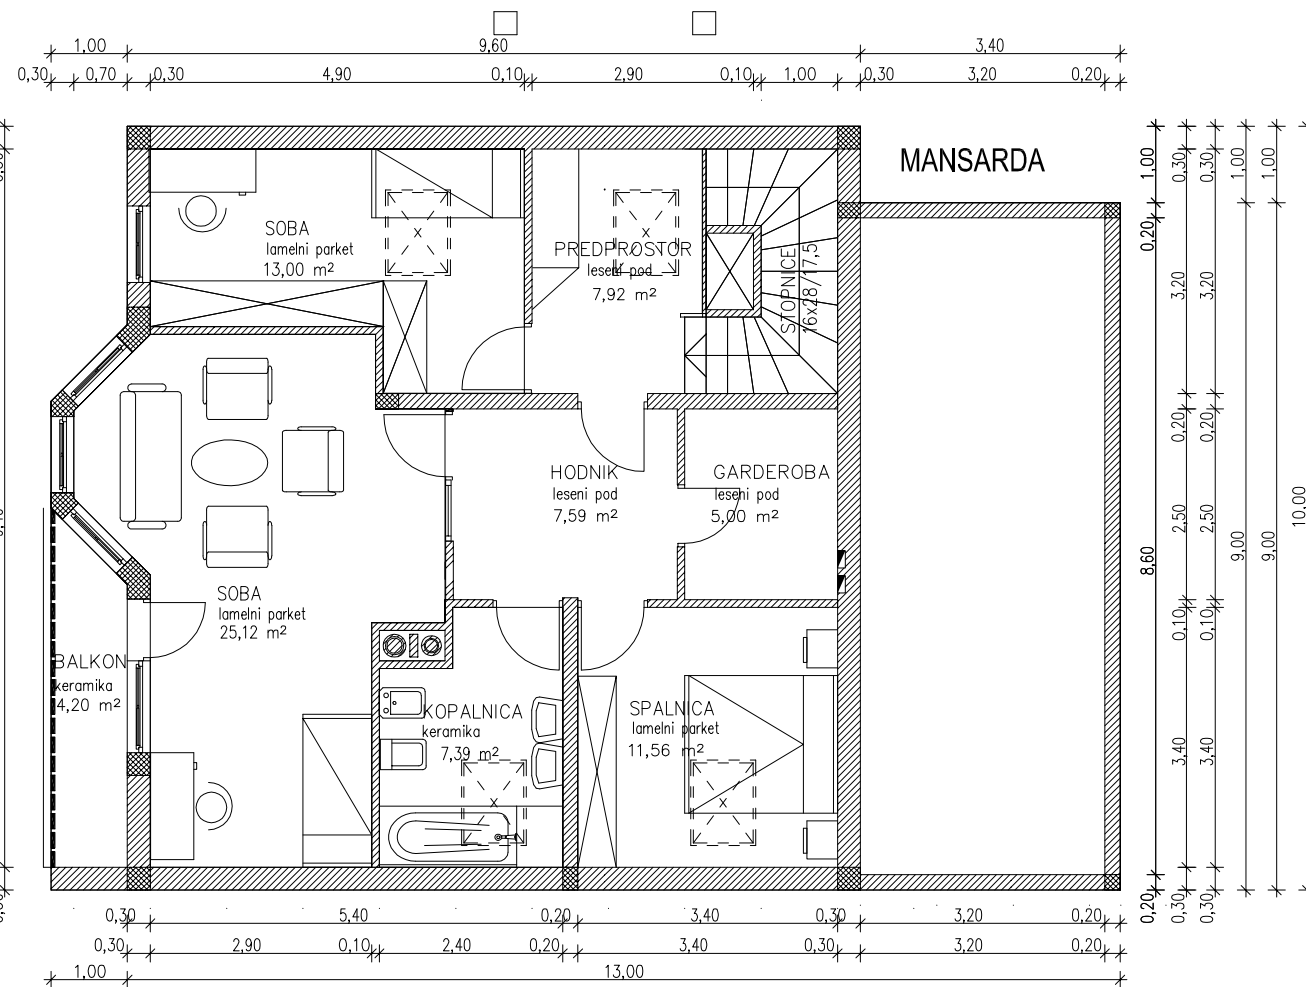 1,00 9,60 3,40
0,30 0,70 0,30 4,90 0,10 2,90 0,10 1,00 0,30 3,20 0,20
MANSARDA
SOBA
lamelni parket
13,00 m²
PREDPROSTOR
leseni pod
7,92 m²
STOPNICE
16x28/17,5
HODNIK
leseni pod
7,59 m²
GARDEROBA
leseni pod
5,00 m²
SOBA
lamelni parket
25,12 m²
BALKON
keramika
4,20 m²
KOPALNICA
keramika
7,39 m²
SPALNICA
lamelni parket
11,56 m²
1,00 0,20 8,60 0,20
0,30 3,20 0,20 2,50 0,10 3,40 0,30
0,30 3,20 0,20 2,50 0,10 3,40 0,30
1,00 9,00
1,00 9,00
10,00
0,30 5,40 0,20 3,40 0,30 3,20 0,20
0,30 2,90 0,10 2,40 0,20 3,40 0,30 3,20 0,20
1,00 13,00